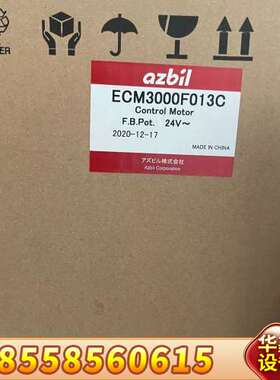 azbil
ECM3000F013C
Control Motor
F.B.Pot. 24V~
2020-12-17
MADE IN CHINA
アズビル株式会社
Azbil Corporation
8558560615